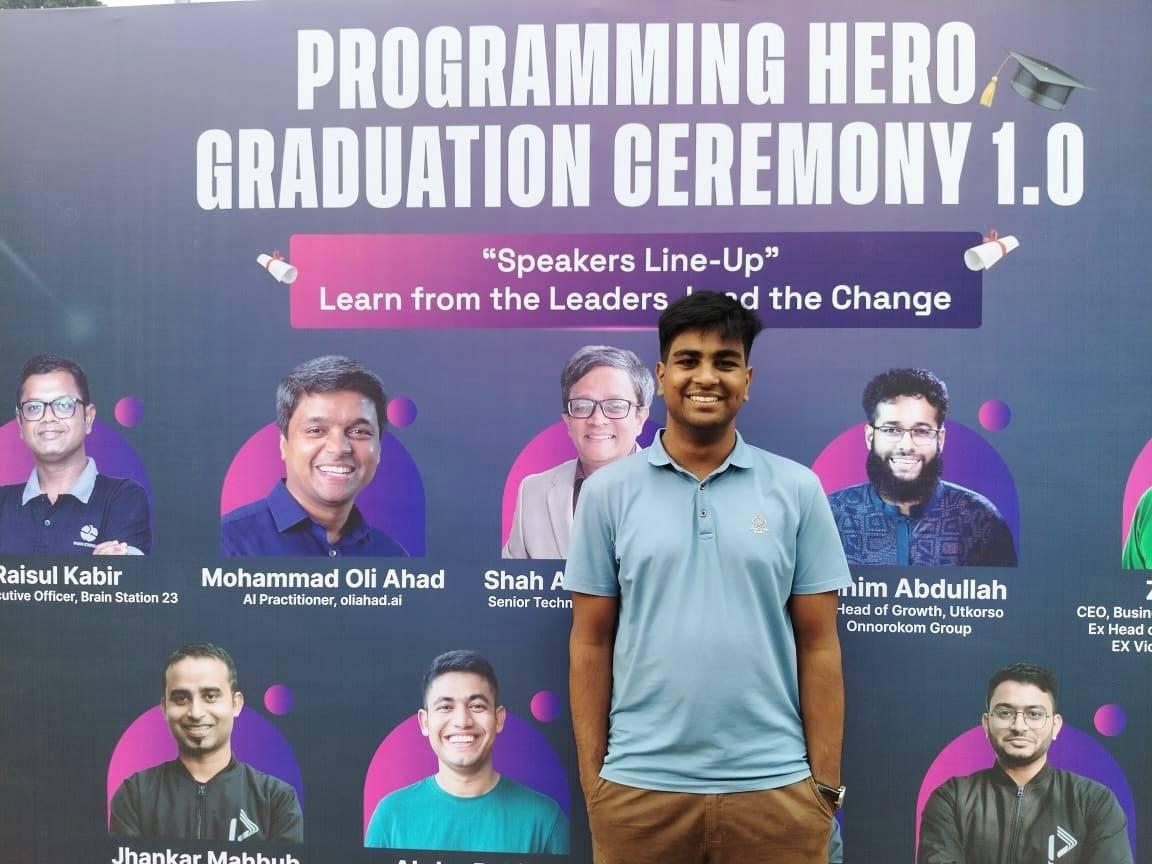 PROGRAMMING HERO
GRADUATION CEREMONY 1.0
“Speakers Line-Up”
Learn from the Leaders, the Change
Raisul Kabir
Officer, Brain Station 23
Mohammad Oli Ahad
AI Practitioner, oliahad.ai
Shah
Senior
Abdullah
Head of Growth, Utkorso
Onnorokom Group
CEO,
Ex Head
EX
Jhankar Mahbub